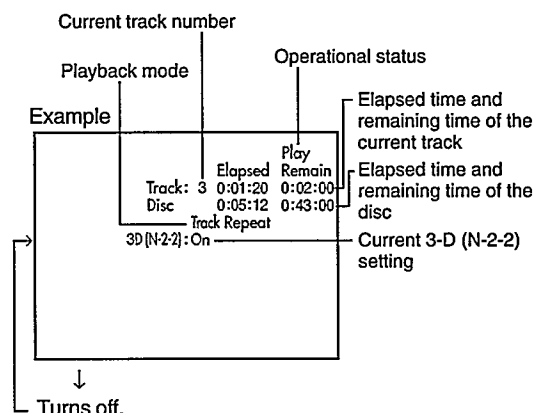 Current track number
Operational status
Playback mode
Example
Elapsed time and
remaining time of the
current track
Play
Elapsed Remain
Track: 3 0:01:20 0:02:00
Disc 0:05:12 0:43:00
Elapsed time and
remaining time of the
disc
Track Repeat
3D(N-2-2):On
Current 3-D (N-2-2)
setting
↓
Turns off.